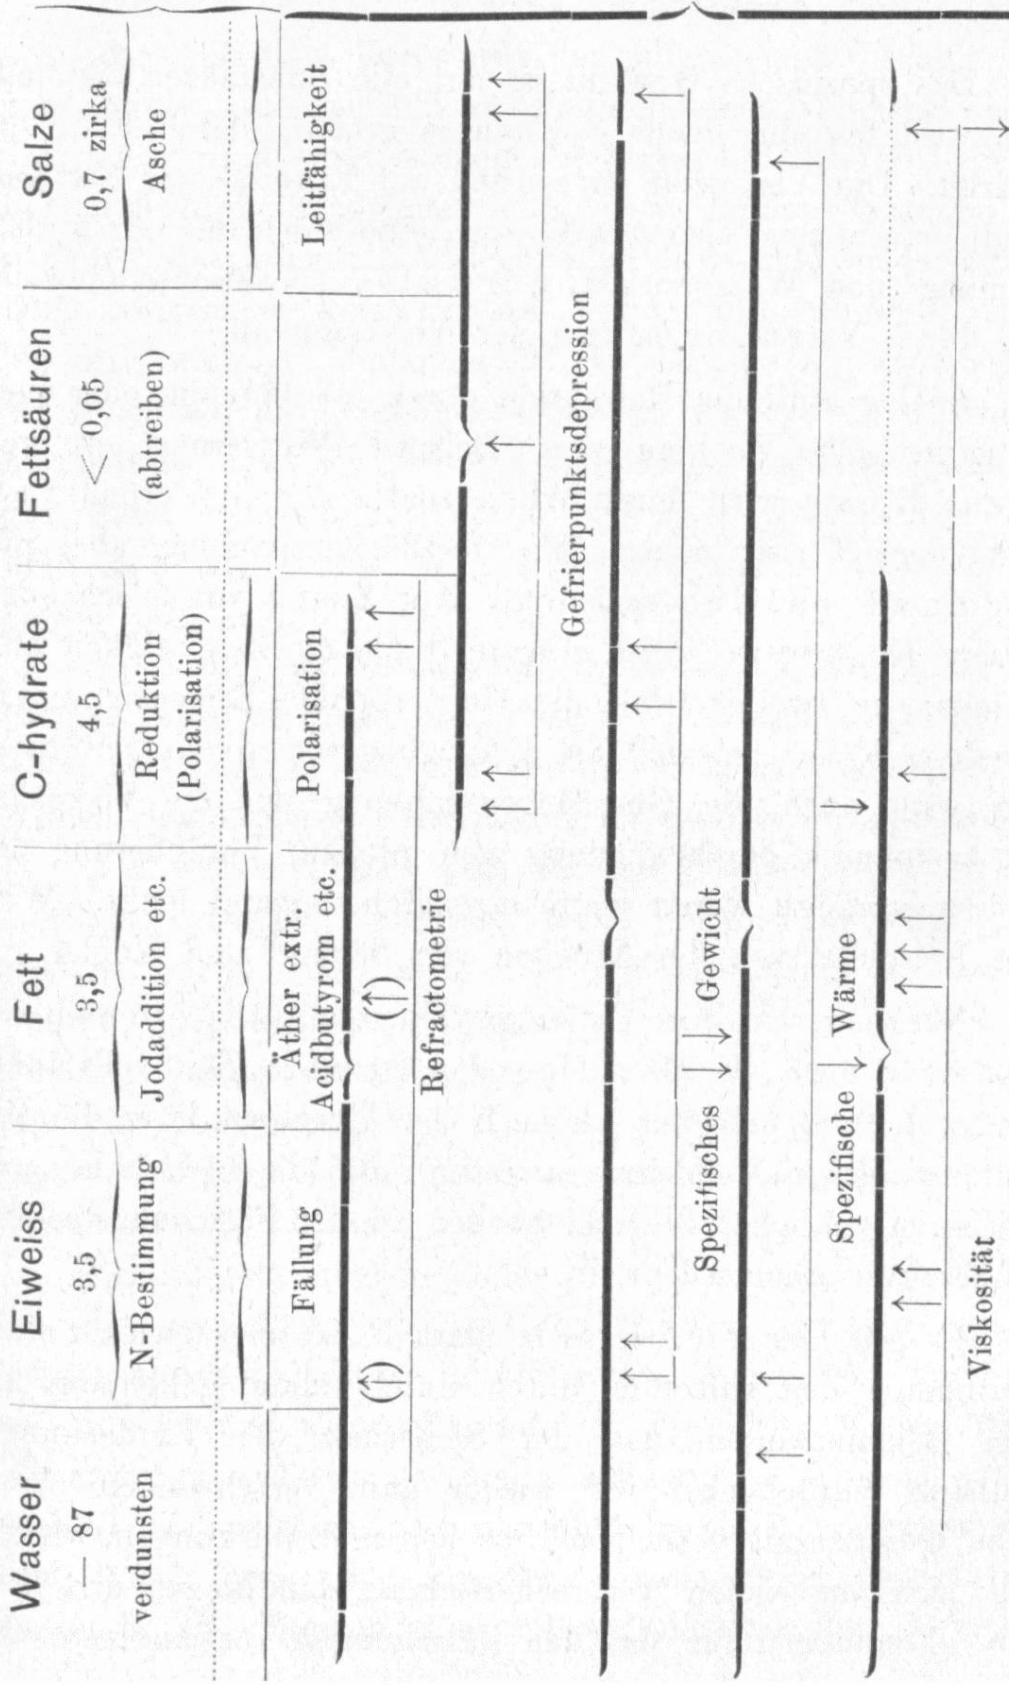 Wasser Eiweiss Fett C-hydrate Fettsäuren Salze
— 87 3,5 3,5 4,5 < 0,05 0,7 zirka
verdunsten N-Bestimmung Jodaddition etc. Reduktion (abtreiben) Asche
(Polarisation)
Fällung Äther extr. Polarisation Leitfähigkeit
Acidbutyrom etc.
Refractometrie
Gefrierpunktsdepression
Spezifisches Gewicht
Spezifische Wärme
Viskosität